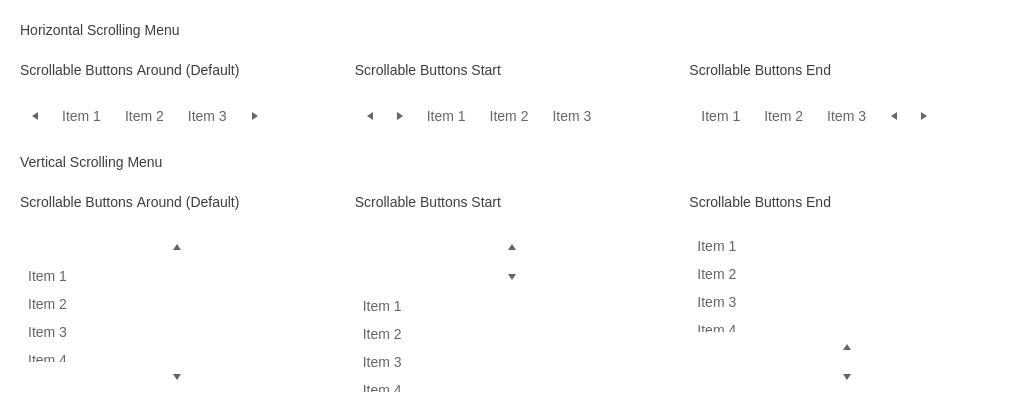 Horizontal Scrolling Menu
Scrollable Buttons Around (Default)
Scrollable Buttons Start
Scrollable Buttons End
Item 1 Item 2 Item 3
Item 1 Item 2 Item 3
Item 1 Item 2 Item 3
Vertical Scrolling Menu
Scrollable Buttons Around (Default)
Scrollable Buttons Start
Scrollable Buttons End
Item 1
Item 2
Item 3
Item 4
Item 1
Item 2
Item 3
Item 4
Item 1
Item 2
Item 3
Item 4